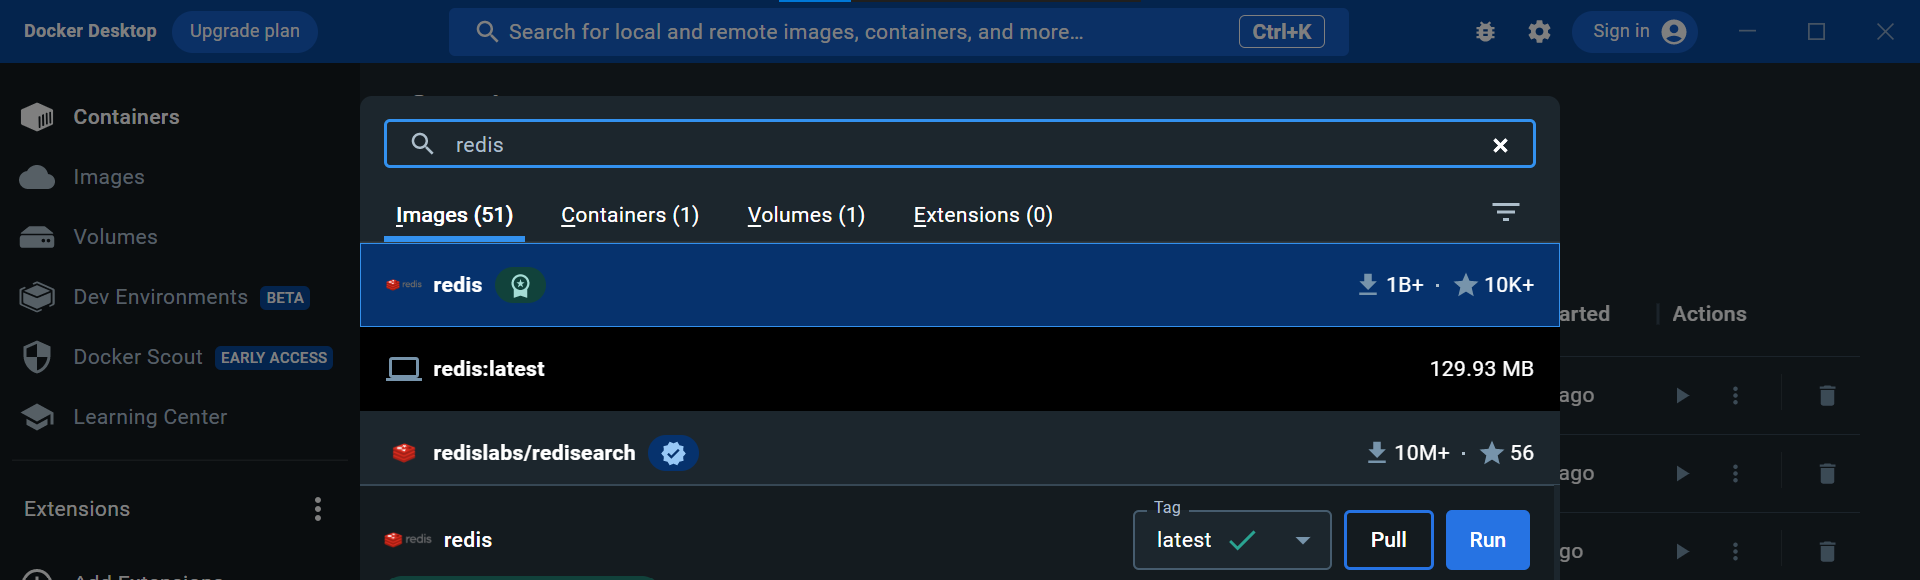 Docker Desktop Upgrade plan Search for local and remote images, containers, and more... Ctrl+K Sign in
Containers
Images
Volumes
Dev Environments BETA
Docker Scout EARLY ACCESS
Learning Center
Extensions
redis
Images (51) Containers (1) Volumes (1) Extensions (0)
redis redis 1B+ · 10K+
redis:latest 129.93 MB
redislabs/redisearch 10M+ · 56
Tag
redis redis latest Pull Run
arted Actions
ago
ago
go